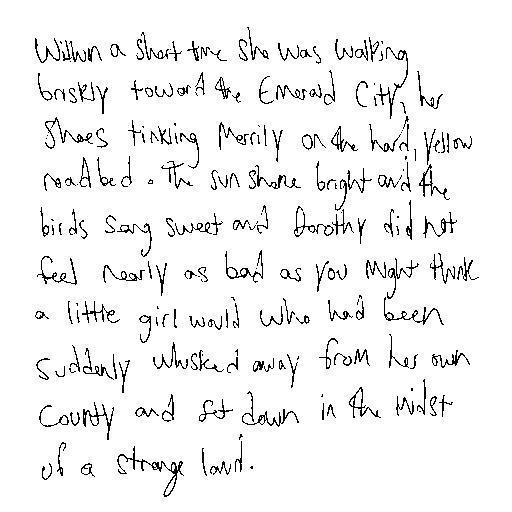 Within a short time she was walking
briskly toward the Emerald City, her
shoes tinkling merrily on the hard, yellow
roadbed. The sun shone bright and the
birds sang sweet and Dorothy did not
feel nearly as bad as you might think
a little girl would who had been
suddenly whisked away from her own
county and set down in the midst
of a strange land.